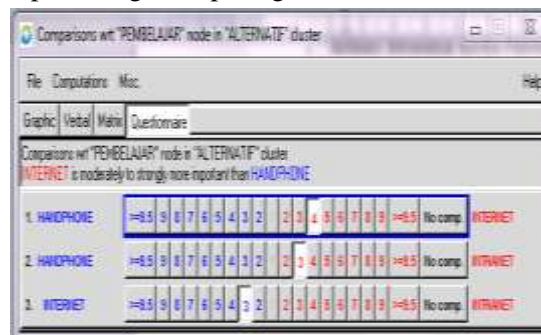 Comparisons wrt "PEMBELAJAR" node in "ALTERNATIF" cluster
File Computations Misc. Help
Graphic Verbal Matrix Questionnaire
Comparisons wrt "PEMBELAJAR" node in "ALTERNATIF" cluster
INTERNET is moderately to strongly more important than HANDPHONE
1. HANDPHONE >=9.5 9 8 7 6 5 4 3 2 2 3 4 5 6 7 8 9 >=9.5 No comp. INTERNET
2. HANDPHONE >=9.5 9 8 7 6 5 4 3 2 2 3 4 5 6 7 8 9 >=9.5 No comp. INTRANET
3. INTERNET >=9.5 9 8 7 6 5 4 3 2 2 3 4 5 6 7 8 9 >=9.5 No comp. INTRANET